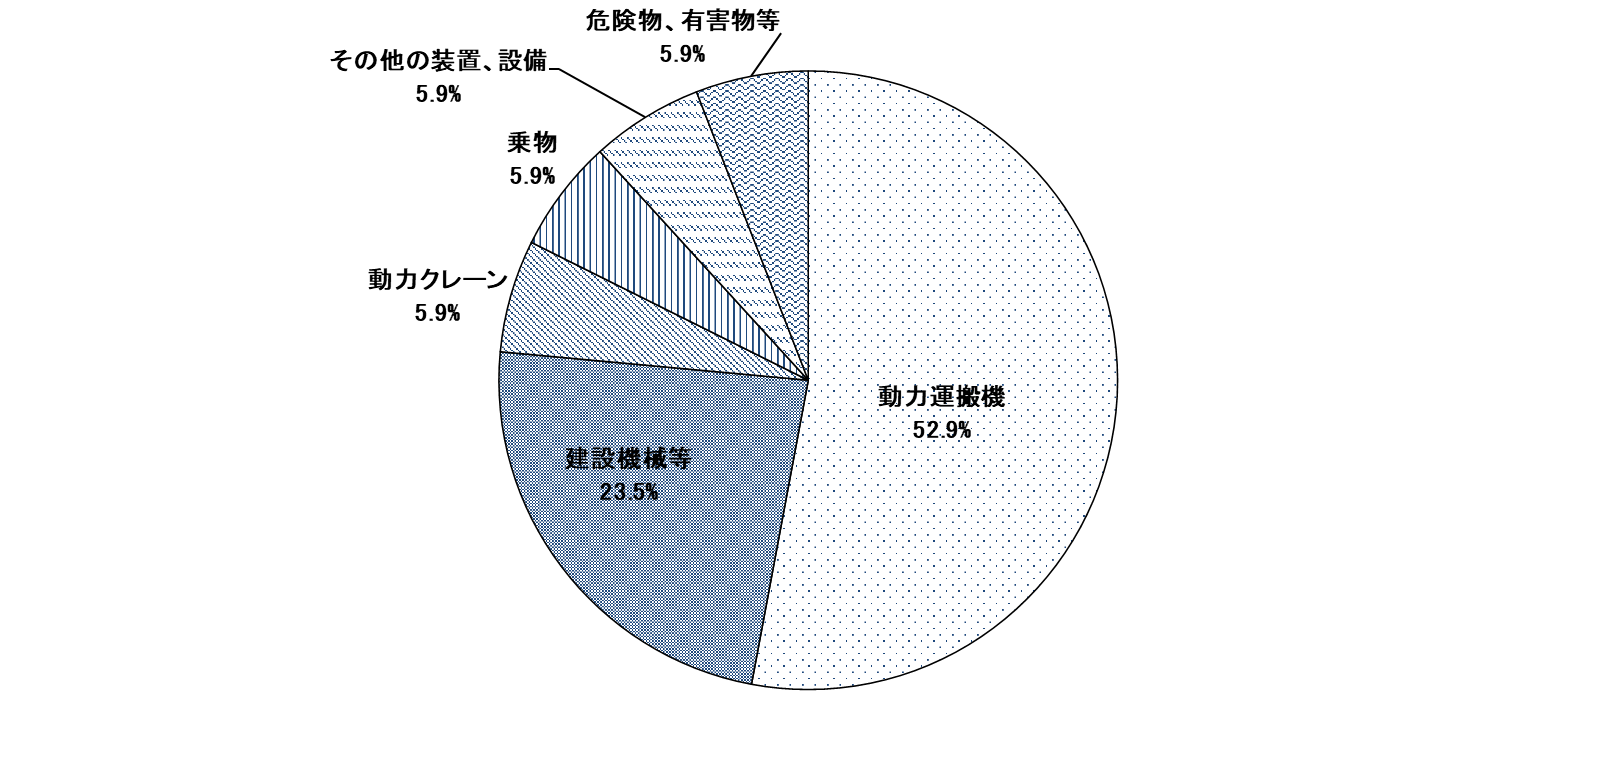 危険物、有害物等
5.9%
その他の装置、設備
5.9%
乗物
5.9%
動力クレーン
5.9%
動力運搬機
52.9%
建設機械等
23.5%